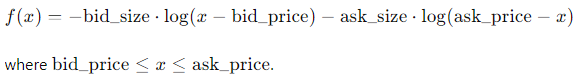 f(x) = −bid_size · log(x − bid_price) − ask_size · log(ask_price − x)
where bid_price ≤ x ≤ ask_price.